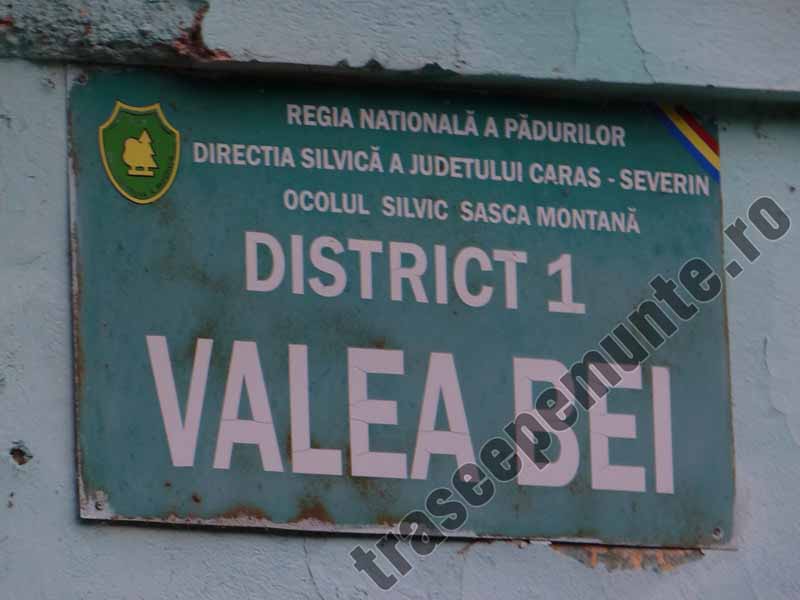 REGIA NATIONALĂ A PĂDURILOR
DIRECTIA SILVICĂ A JUDETULUI CARAS - SEVERIN
OCOLUL SILVIC SASCA MONTANĂ
DISTRICT 1
VALEA BEI
traseepemunte.ro